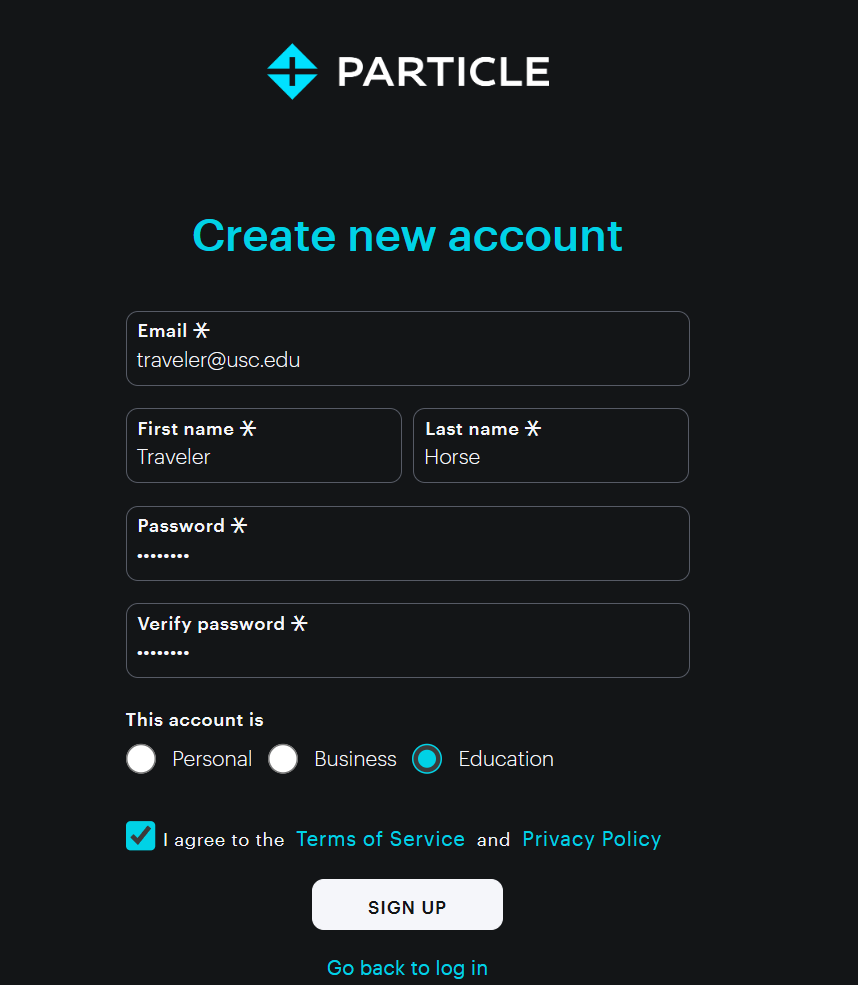 PARTICLE
Create new account
Email *
traveler@usc.edu
First name * Last name *
Traveler Horse
Password *
••••••••
Verify password *
••••••••
This account is
Personal Business Education
I agree to the Terms of Service and Privacy Policy
SIGN UP
Go back to log in